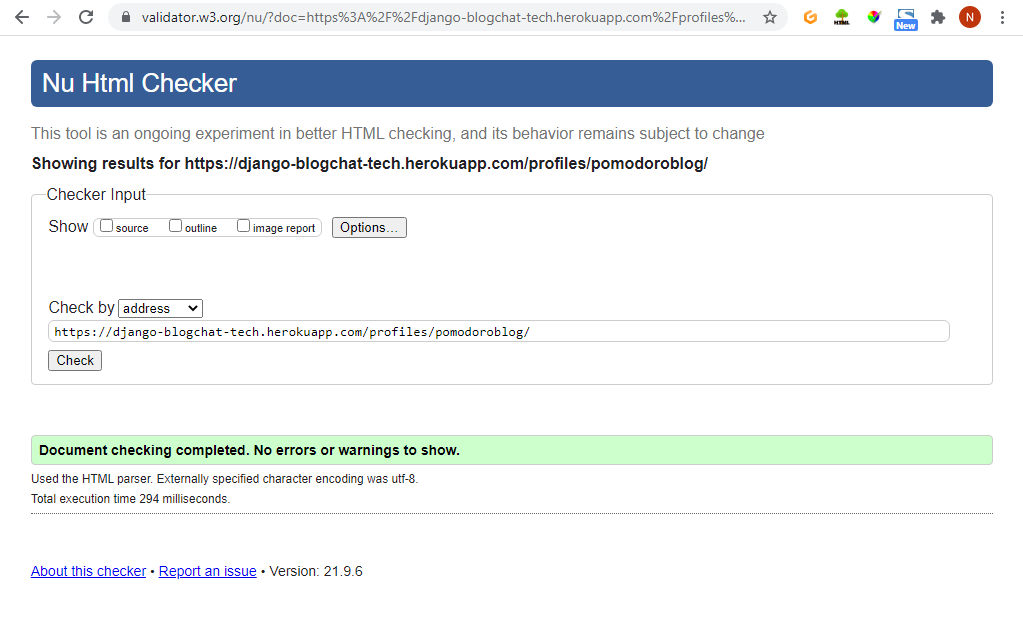 validator.w3.org/nu/?doc=https%3A%2F%2Fdjango-blogchat-tech.herokuapp.com%2Fprofiles%...
HTML
New
N
Nu Html Checker
This tool is an ongoing experiment in better HTML checking, and its behavior remains subject to change
Showing results for https://django-blogchat-tech.herokuapp.com/profiles/pomodoroblog/
Checker Input
Show source outline image report Options...
Check by address
https://django-blogchat-tech.herokuapp.com/profiles/pomodoroblog/
Check
Document checking completed. No errors or warnings to show.
Used the HTML parser. Externally specified character encoding was utf-8.
Total execution time 294 milliseconds.
About this checker • Report an issue • Version: 21.9.6